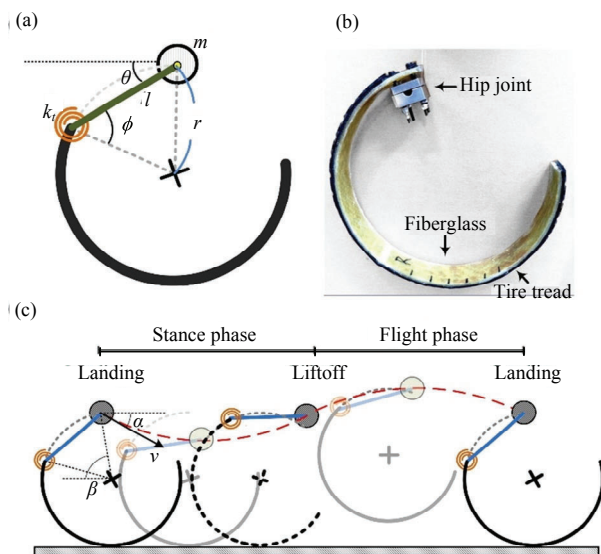 (a)
m
θ
l
k_t
ϕ
r
(b)
Hip joint
Fiberglass
Tire tread
(c)
Stance phase
Flight phase
Landing
Liftoff
Landing
α
v
β